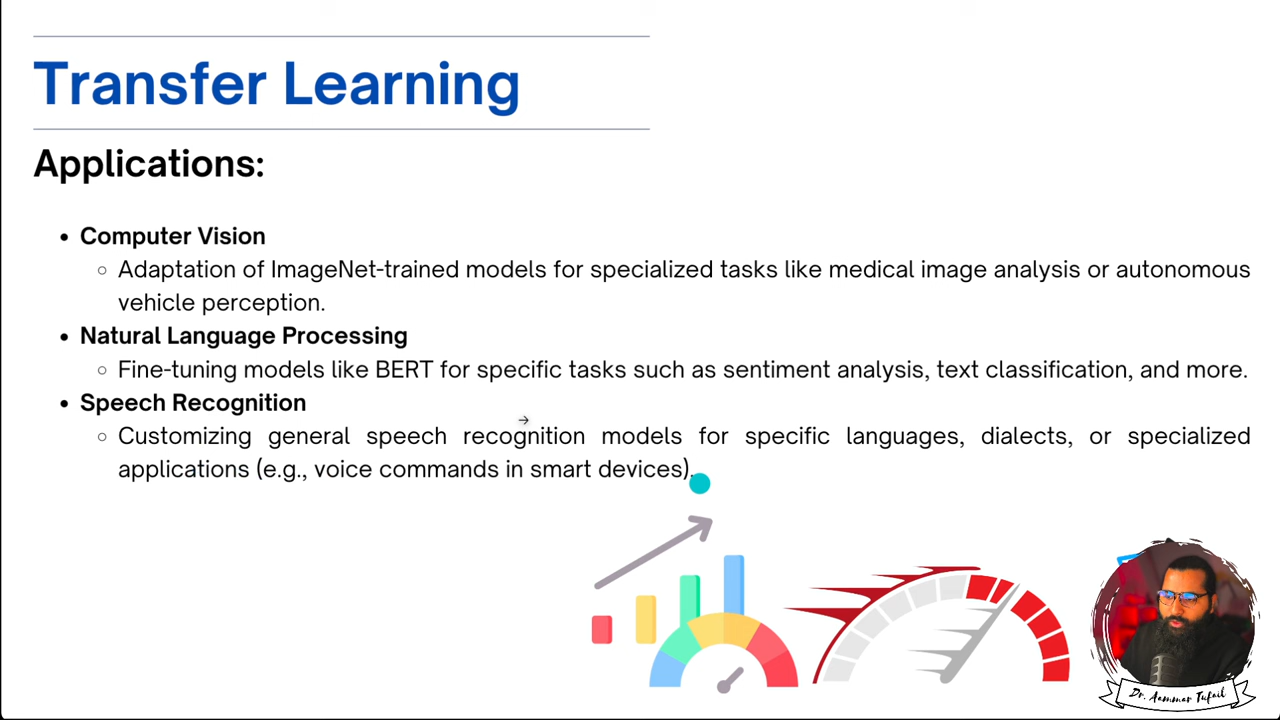 Transfer Learning
Applications:
• Computer Vision
○ Adaptation of ImageNet-trained models for specialized tasks like medical image analysis or autonomous
vehicle perception.
• Natural Language Processing
○ Fine-tuning models like BERT for specific tasks such as sentiment analysis, text classification, and more.
• Speech Recognition
○ Customizing general speech recognition models for specific languages, dialects, or specialized
applications (e.g., voice commands in smart devices).
Dr. Aammar Tufail